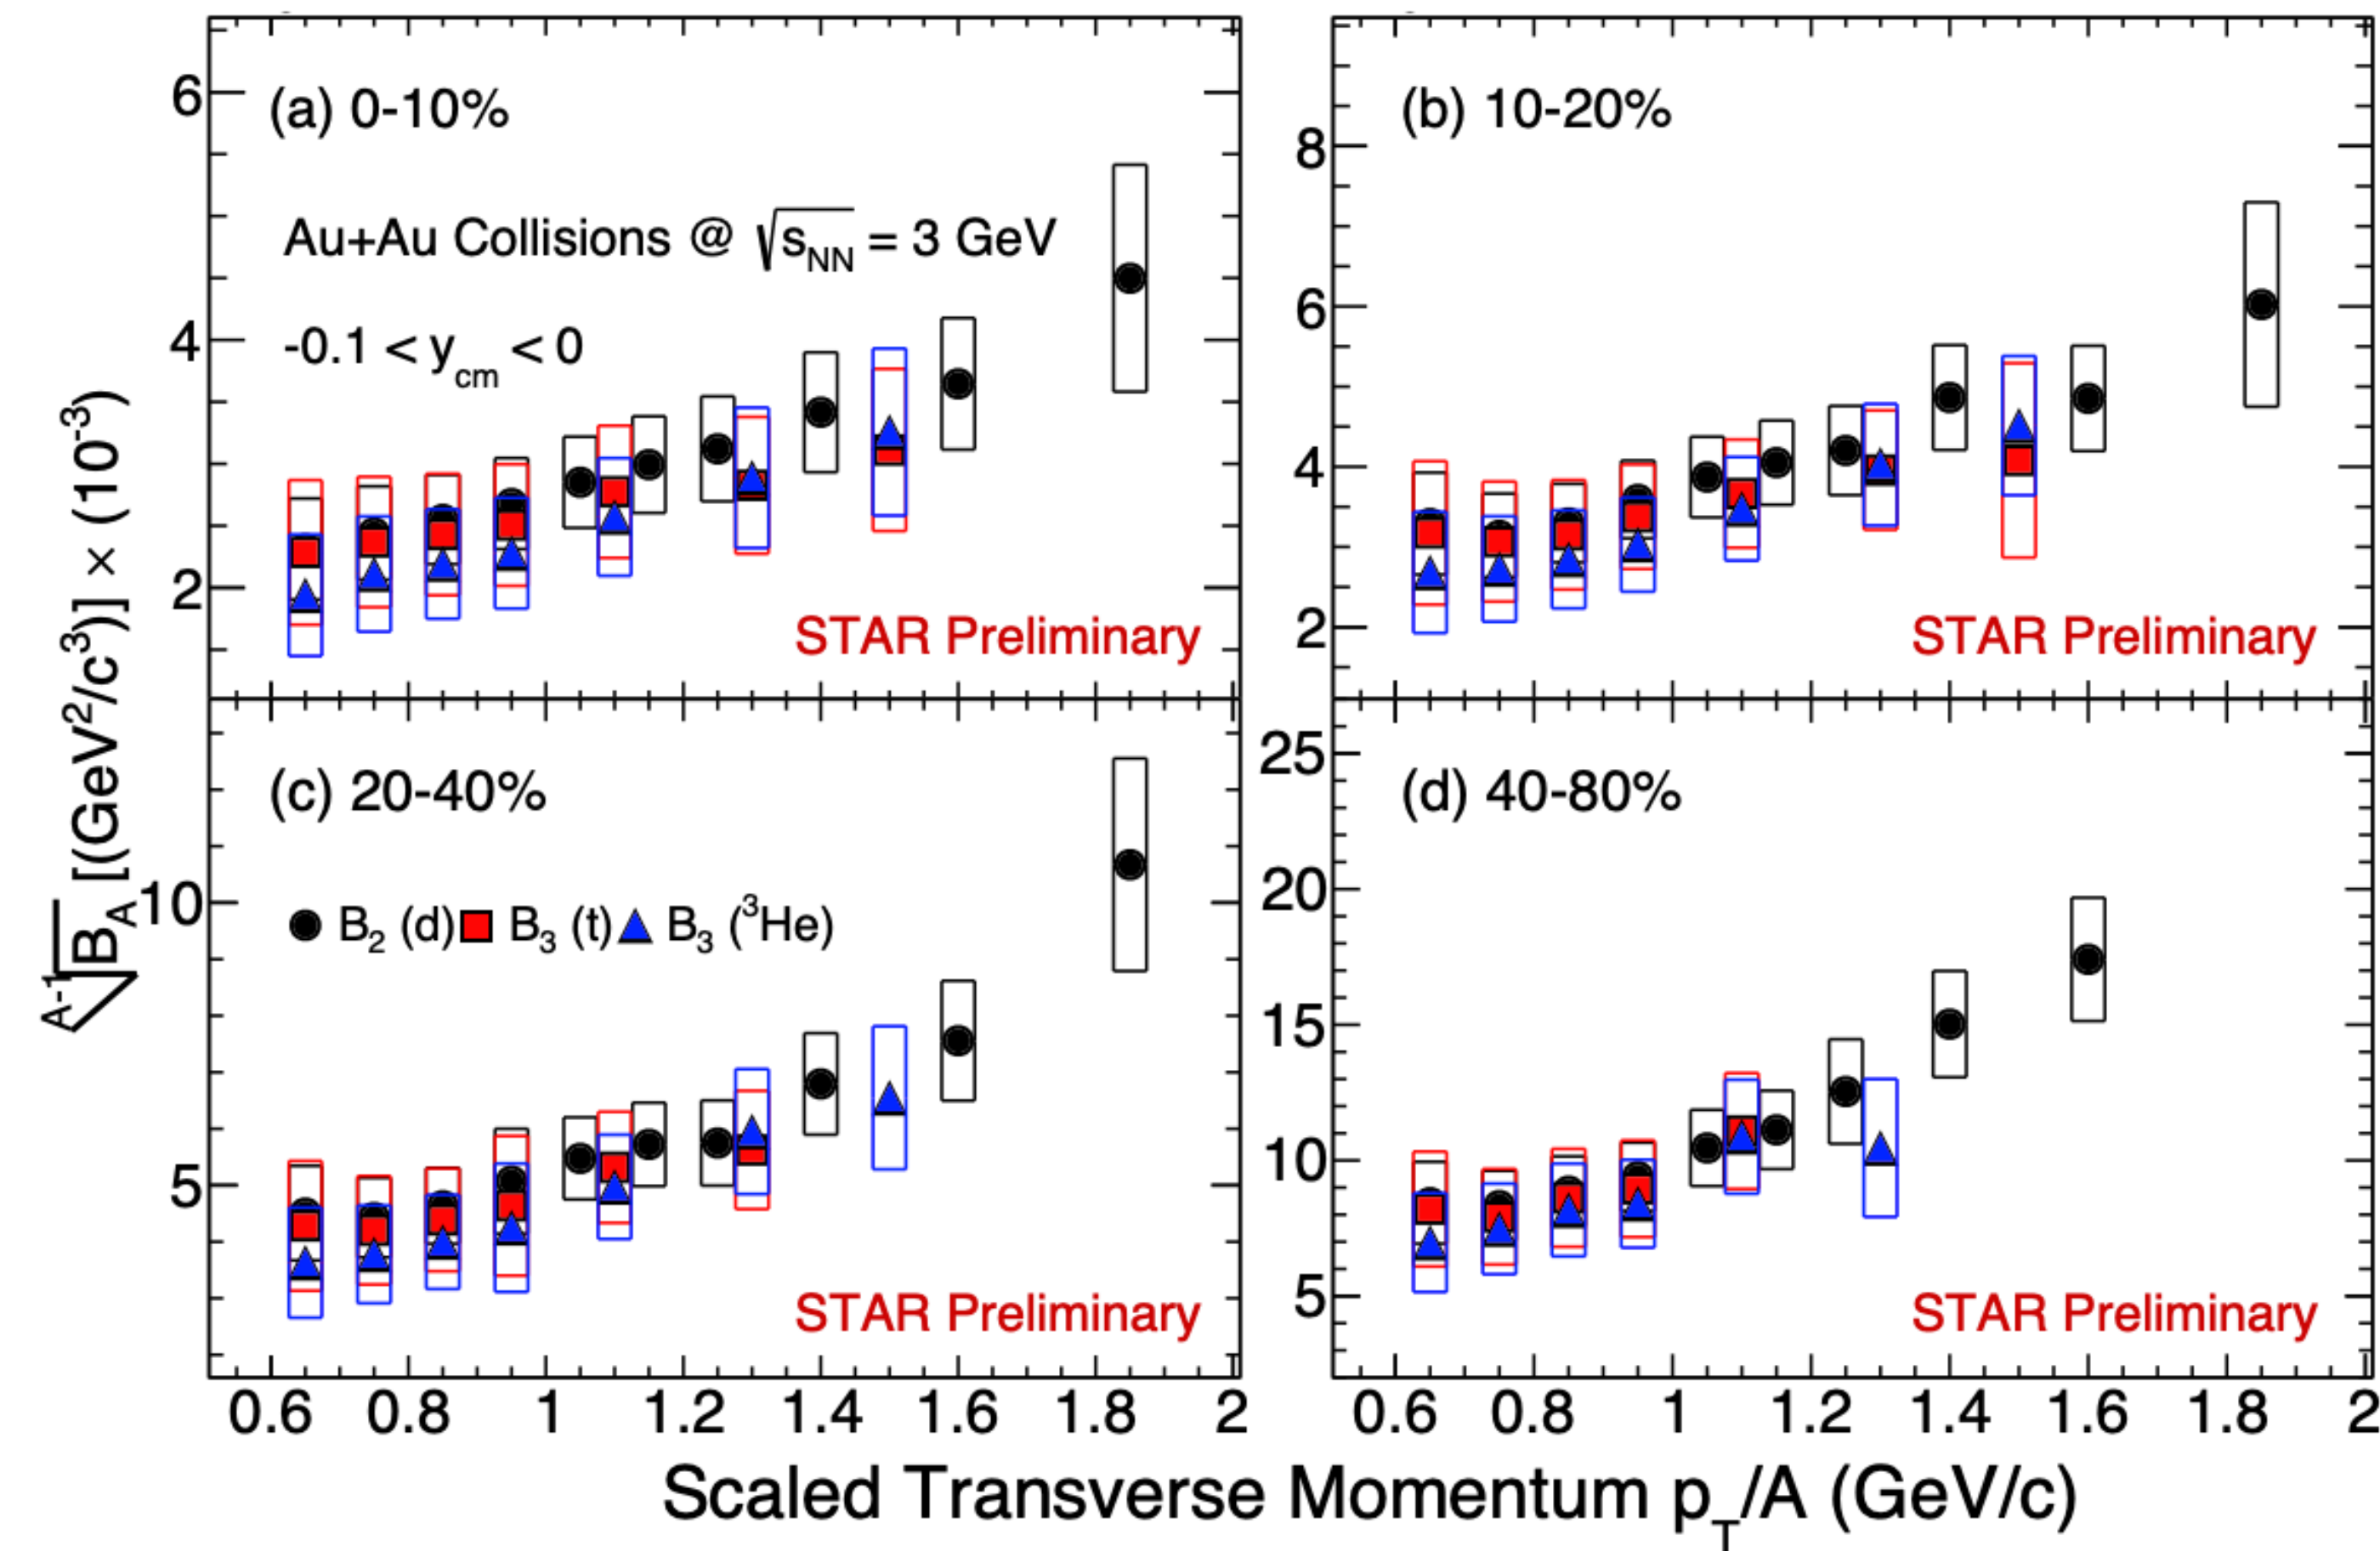 (a) 0-10%
Au+Au Collisions @ √sNN = 3 GeV
-0.1 < ycm < 0
STAR Preliminary
6
4
2
(b) 10-20%
STAR Preliminary
8
6
4
2
A-1√BA [(GeV²/c³)] × (10⁻³)
(c) 20-40%
B₂ (d) B₃ (t) B₃ (³He)
STAR Preliminary
10
5
0.6 0.8 1 1.2 1.4 1.6 1.8 2
(d) 40-80%
STAR Preliminary
25
20
15
10
5
0.6 0.8 1 1.2 1.4 1.6 1.8 2
Scaled Transverse Momentum pT/A (GeV/c)